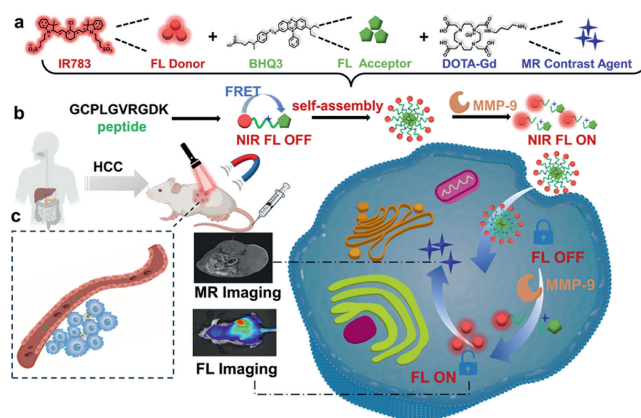 a
IR783
FL Donor
+
BHQ3
FL Acceptor
+
DOTA-Gd
MR Contrast Agent
b
GCPLGVRGDK
peptide
FRET
NIR FL OFF
self-assembly
MMP-9
NIR FL ON
HCC
c
MR Imaging
FL Imaging
FL OFF
MMP-9
FL ON